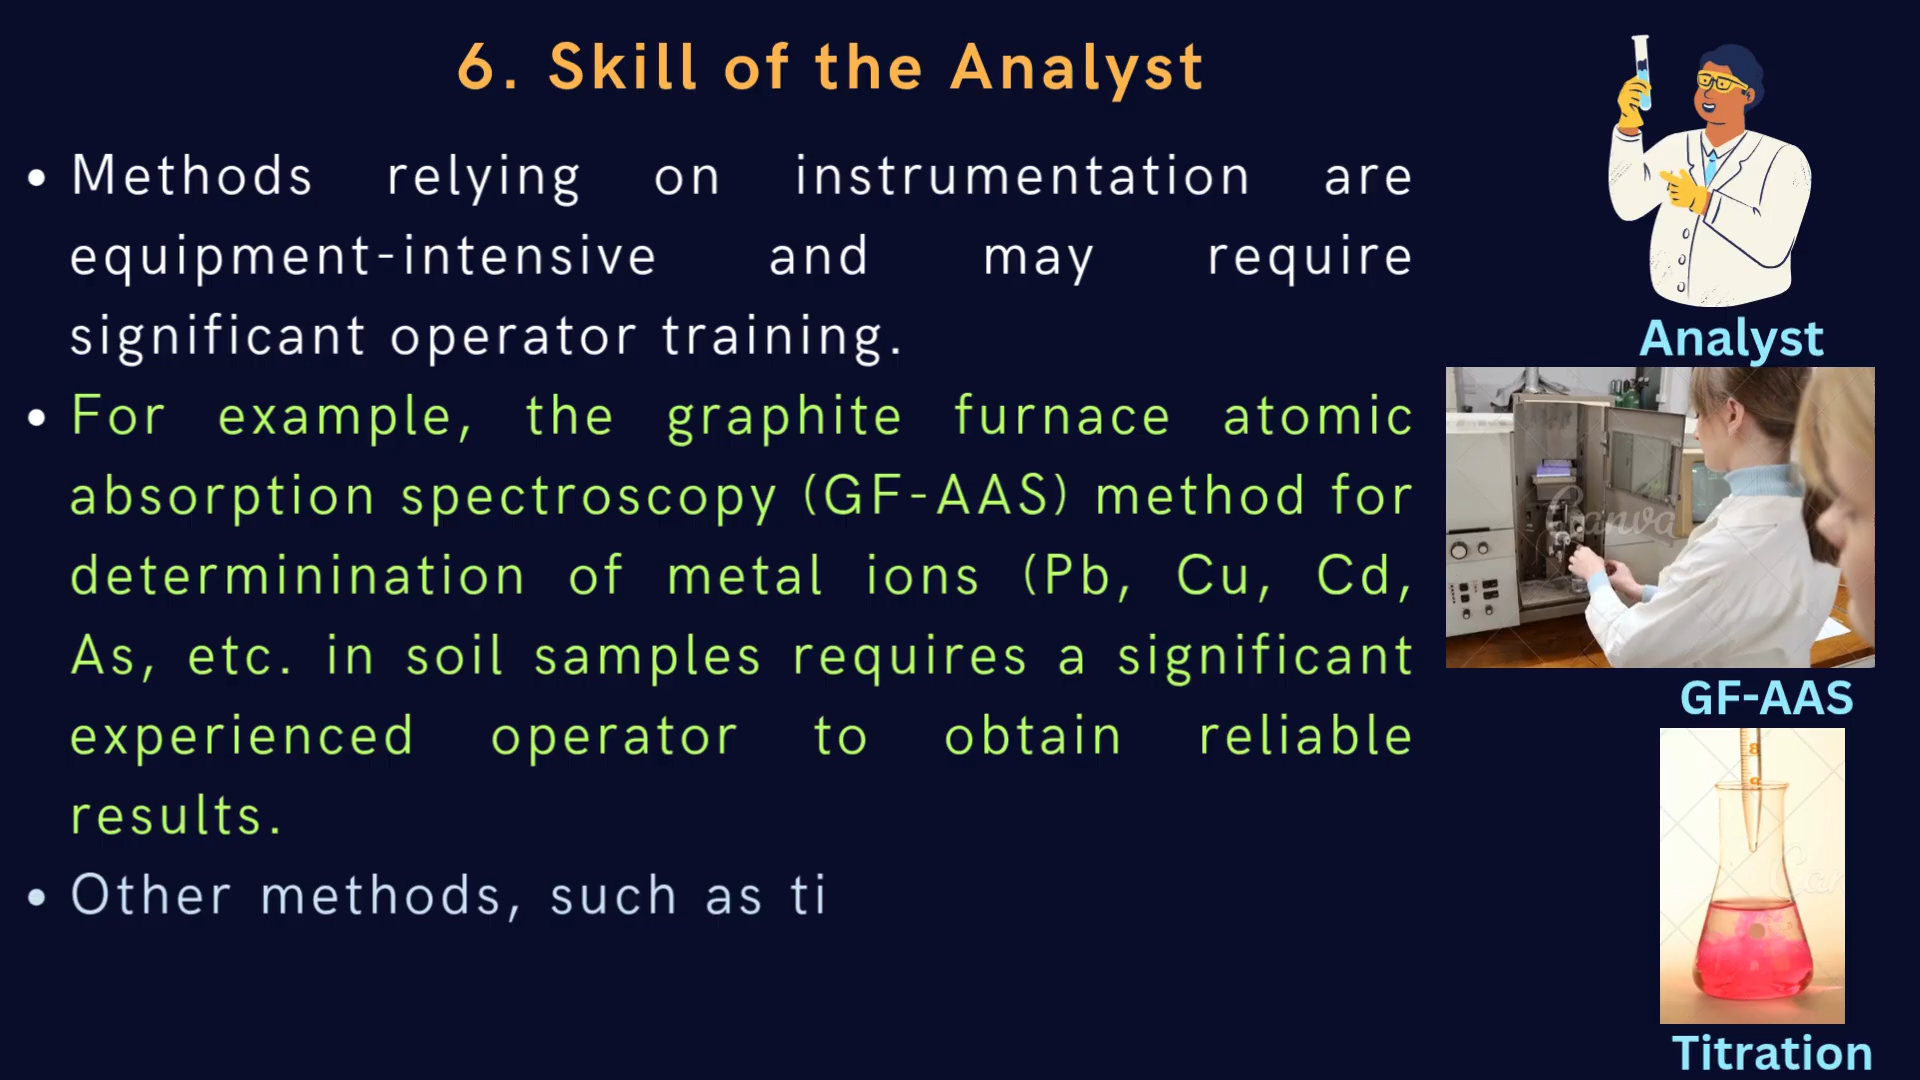 6. Skill of the Analyst
• Methods relying on instrumentation are
equipment-intensive and may require
significant operator training.
• For example, the graphite furnace atomic
absorption spectroscopy (GF-AAS) method for
determinination of metal ions (Pb, Cu, Cd,
As, etc. in soil samples requires a significant
experienced operator to obtain reliable
results.
• Other methods, such as ti
Analyst
Canva
GF-AAS
8
Titration